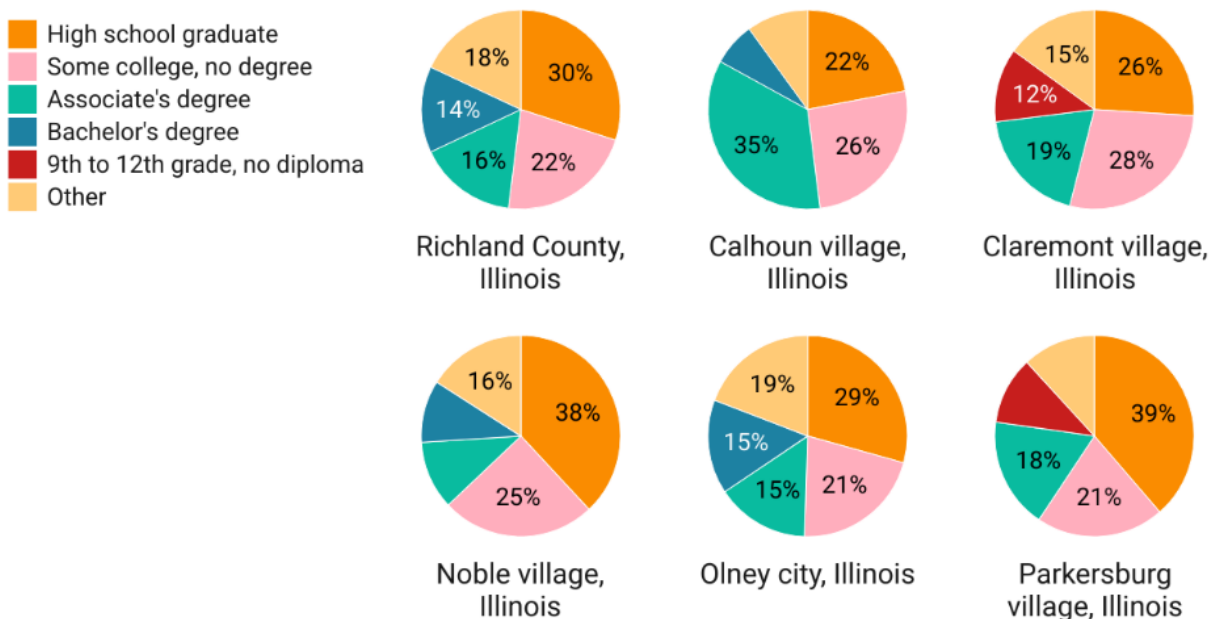 High school graduate
Some college, no degree
Associate's degree
Bachelor's degree
9th to 12th grade, no diploma
Other
18%
30%
14%
16%
22%
Richland County,
Illinois
22%
35%
26%
Calhoun village,
Illinois
15%
26%
12%
19%
28%
Claremont village,
Illinois
16%
38%
25%
Noble village,
Illinois
19%
29%
15%
15%
21%
Olney city, Illinois
39%
18%
21%
Parkersburg
village, Illinois